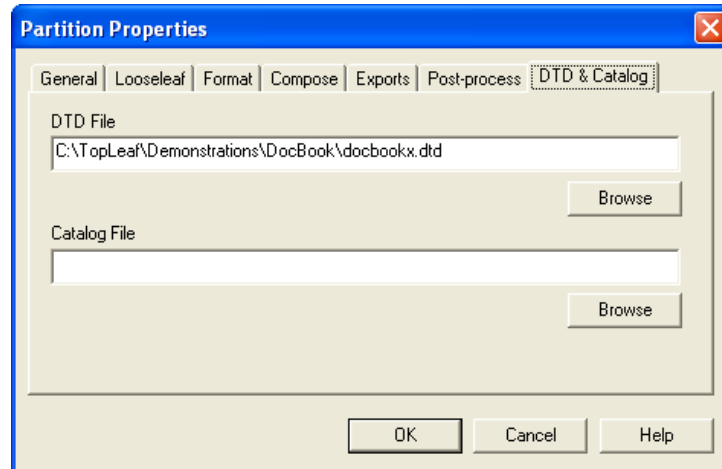 Partition Properties
General Looseleaf Format Compose Exports Post-process DTD & Catalog
DTD File
C:\TopLeaf\Demonstrations\DocBook\docbookx.dtd
Browse
Catalog File
Browse
OK Cancel Help